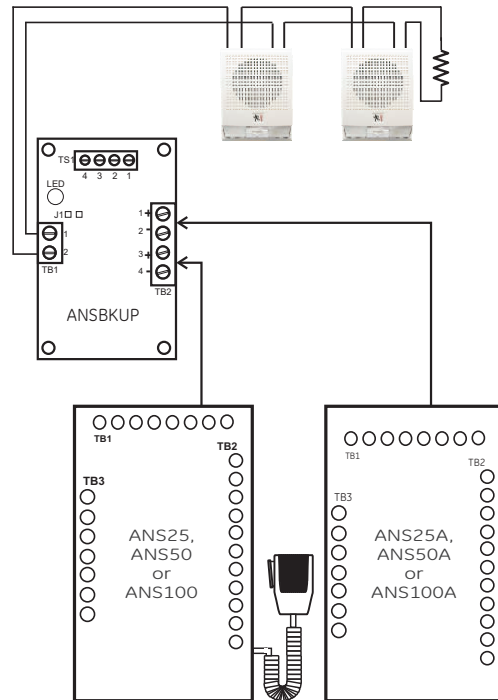 TS1
4 3 2 1
LED
J1
1
2
TB1
1 +
2 -
3 +
4 -
TB2
ANSBKUP
TB1
TB2
TB3
ANS25,
ANS50
or
ANS100
TB1
TB2
TB3
ANS25A,
ANS50A
or
ANS100A